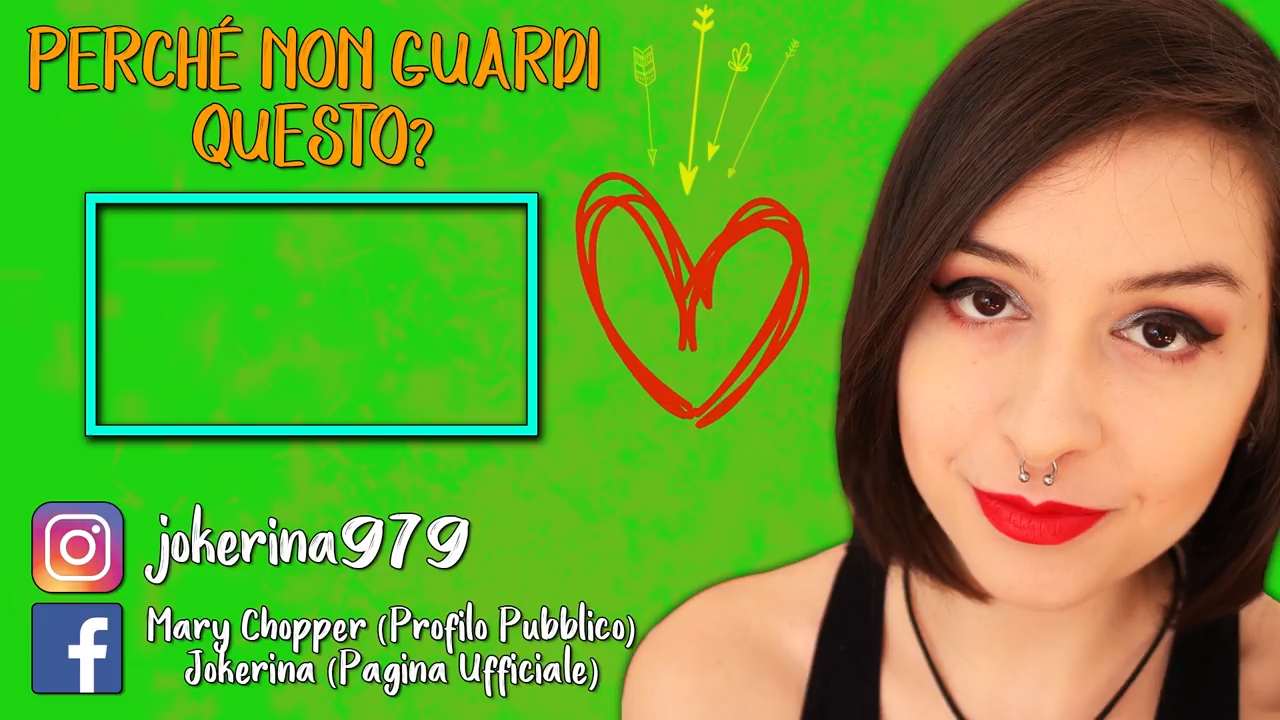 PERCHÉ NON GUARDI
QUESTO?
jokerina979
Mary Chopper (Profilo Pubblico)
Jokerina (Pagina Ufficiale)